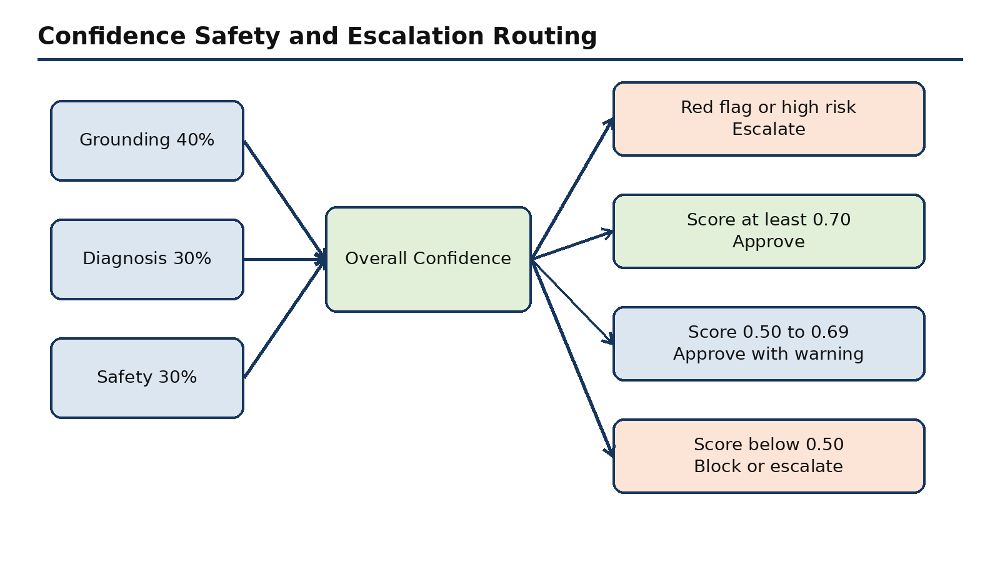 Confidence Safety and Escalation Routing
Grounding 40%
Diagnosis 30%
Safety 30%
Overall Confidence
Red flag or high risk
Escalate
Score at least 0.70
Approve
Score 0.50 to 0.69
Approve with warning
Score below 0.50
Block or escalate